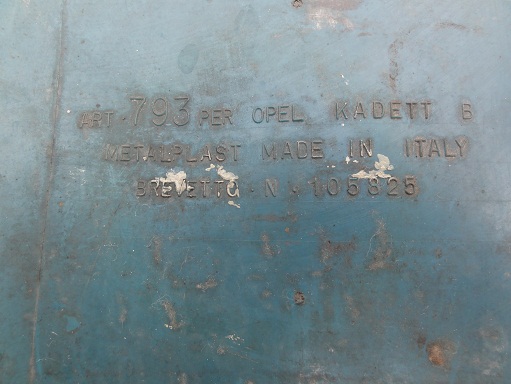 ART. 793 PER OPEL KADETT B
METALPLAST MADE IN ITALY
BREVETTO N. 105825